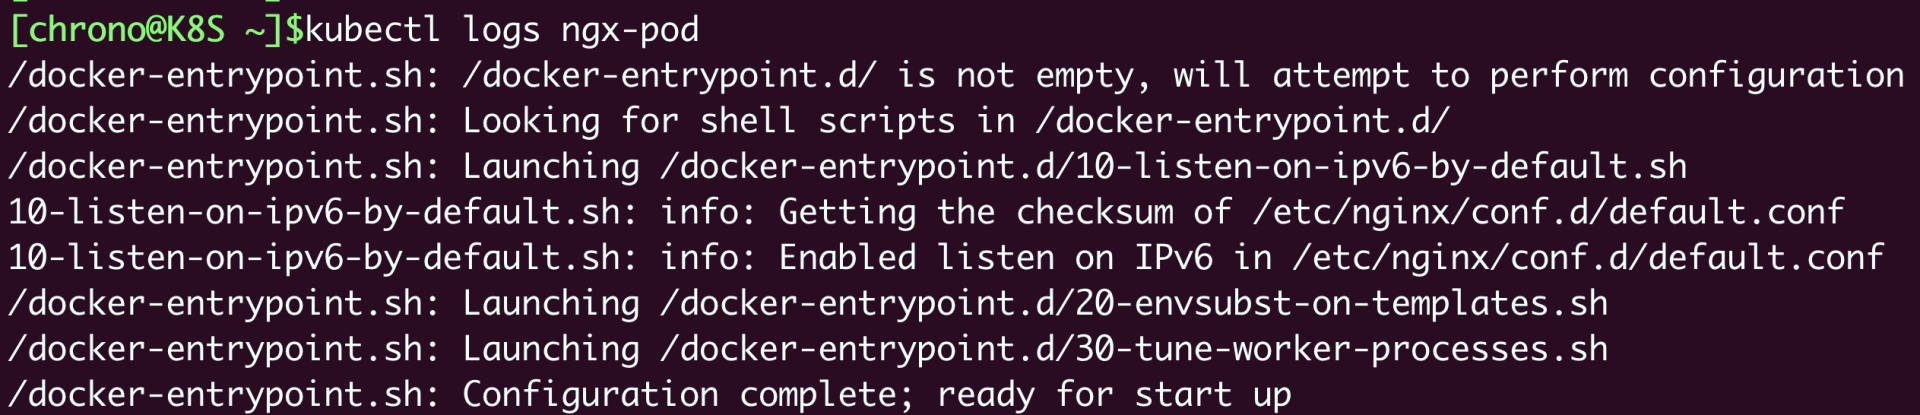 [chrono@K8S ~]$kubectl logs ngx-pod
/docker-entrypoint.sh: /docker-entrypoint.d/ is not empty, will attempt to perform configuration
/docker-entrypoint.sh: Looking for shell scripts in /docker-entrypoint.d/
/docker-entrypoint.sh: Launching /docker-entrypoint.d/10-listen-on-ipv6-by-default.sh
10-listen-on-ipv6-by-default.sh: info: Getting the checksum of /etc/nginx/conf.d/default.conf
10-listen-on-ipv6-by-default.sh: info: Enabled listen on IPv6 in /etc/nginx/conf.d/default.conf
/docker-entrypoint.sh: Launching /docker-entrypoint.d/20-envsubst-on-templates.sh
/docker-entrypoint.sh: Launching /docker-entrypoint.d/30-tune-worker-processes.sh
/docker-entrypoint.sh: Configuration complete; ready for start up